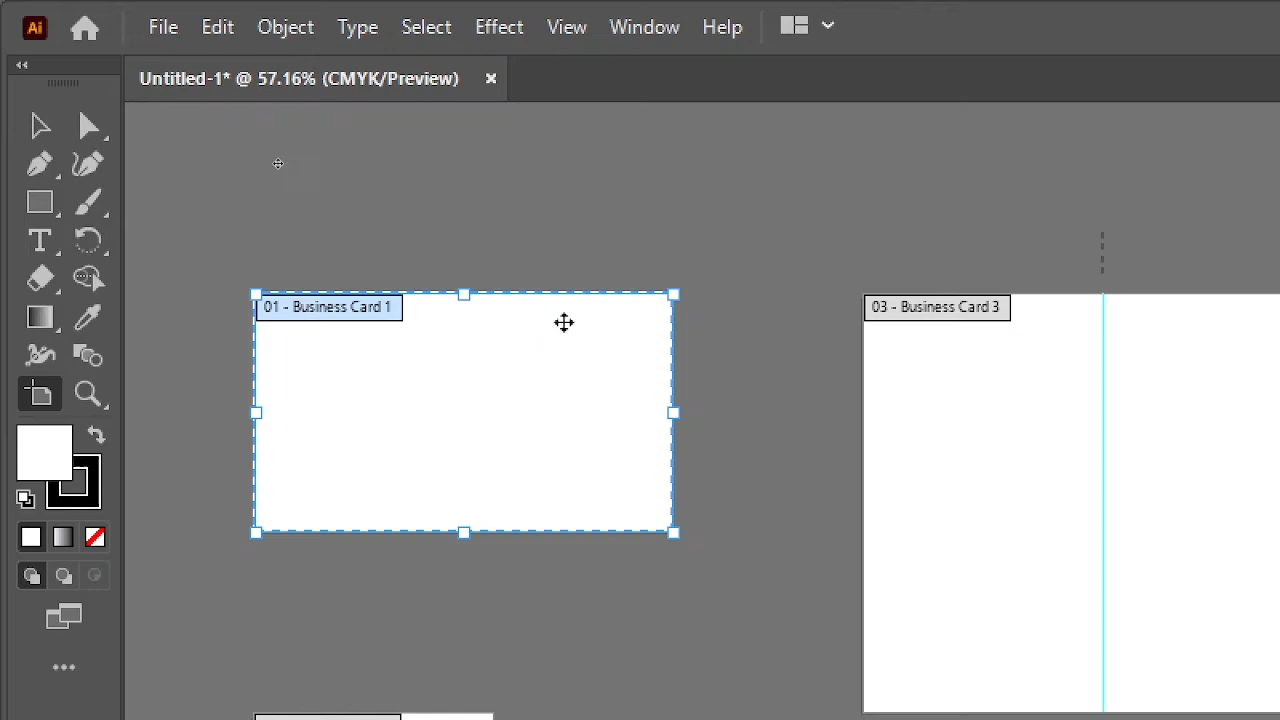 Ai File Edit Object Type Select Effect View Window Help
Untitled-1* @ 57.16% (CMYK/Preview) ×
01 - Business Card 1
03 - Business Card 3